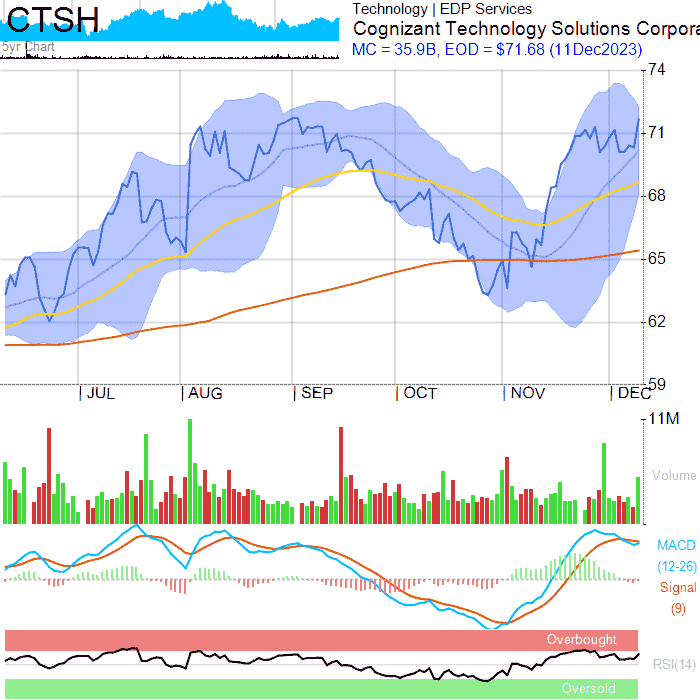 CTSH
5yr Chart
Technology | EDP Services
Cognizant Technology Solutions Corpora
MC = 35.9B, EOD = $71.68 (11Dec2023)
74
71
68
65
62
59
| JUL | AUG | SEP | OCT | NOV | DEC
11M
Volume
MACD
(12-26)
Signal
(9)
Overbought
RSI(14)
Oversold